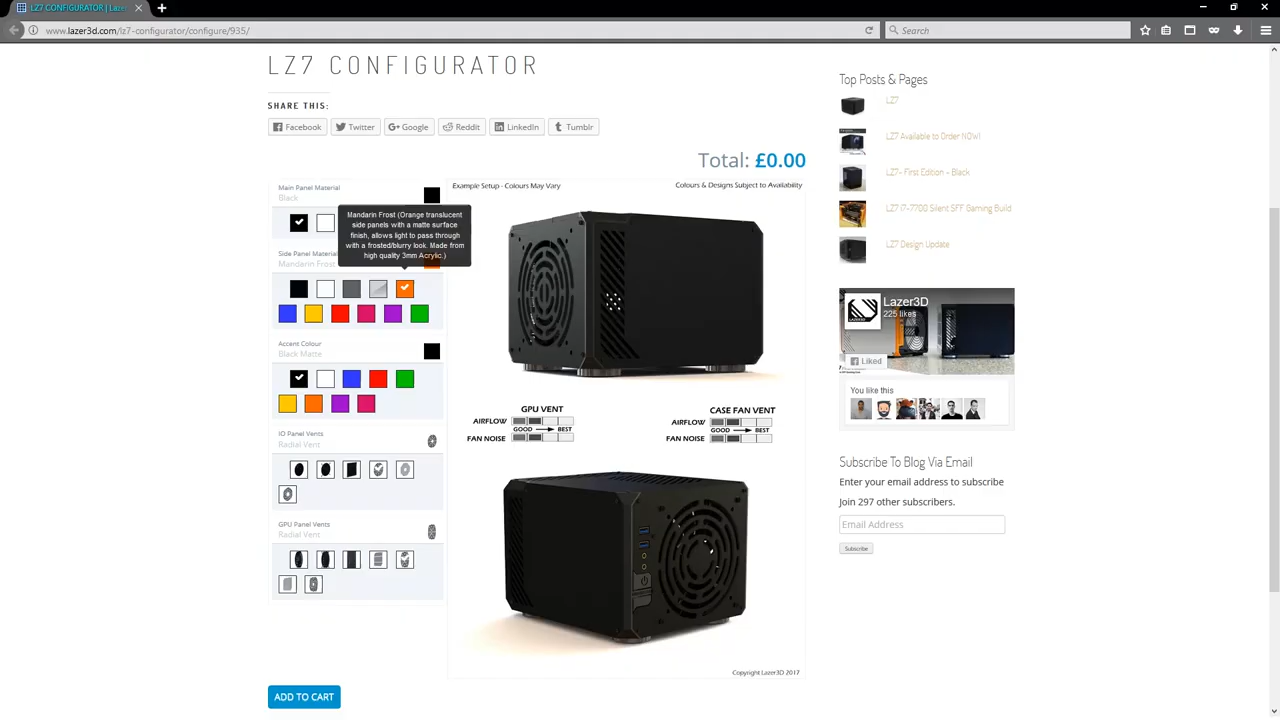 LZ7 CONFIGURATOR | Lazer
www.lazer3d.com/lz7-configurator/configure/935/
Search
LZ7 CONFIGURATOR
SHARE THIS:
Facebook
Twitter
Google
Reddit
LinkedIn
Tumblr
Total: £0.00
Main Panel Material
Black
Mandarin Frost (Orange translucent
side panels with a matte surface
finish, allows light to pass through
with a frosted/blurry look. Made from
high quality 3mm Acrylic.)
Side Panel Material
Mandarin Frost
Accent Colour
Black Matte
IO Panel Vents
Radial Vent
GPU Panel Vents
Radial Vent
ADD TO CART
Example Setup - Colours May Vary
Colours & Designs Subject to Availability
GPU VENT
AIRFLOW
GOOD BEST
FAN NOISE
CASE FAN VENT
AIRFLOW
GOOD BEST
FAN NOISE
Copyright Lazer3D 2017
Top Posts & Pages
LZ7
LZ7 Available to Order NOW!
LZ7- First Edition - Black
LZ7 i7-7700 Silent SFF Gaming Build
LZ7 Design Update
Lazer3D
225 likes
Liked
You like this
Subscribe To Blog Via Email
Enter your email address to subscribe
Join 297 other subscribers.
Email Address
Subscribe